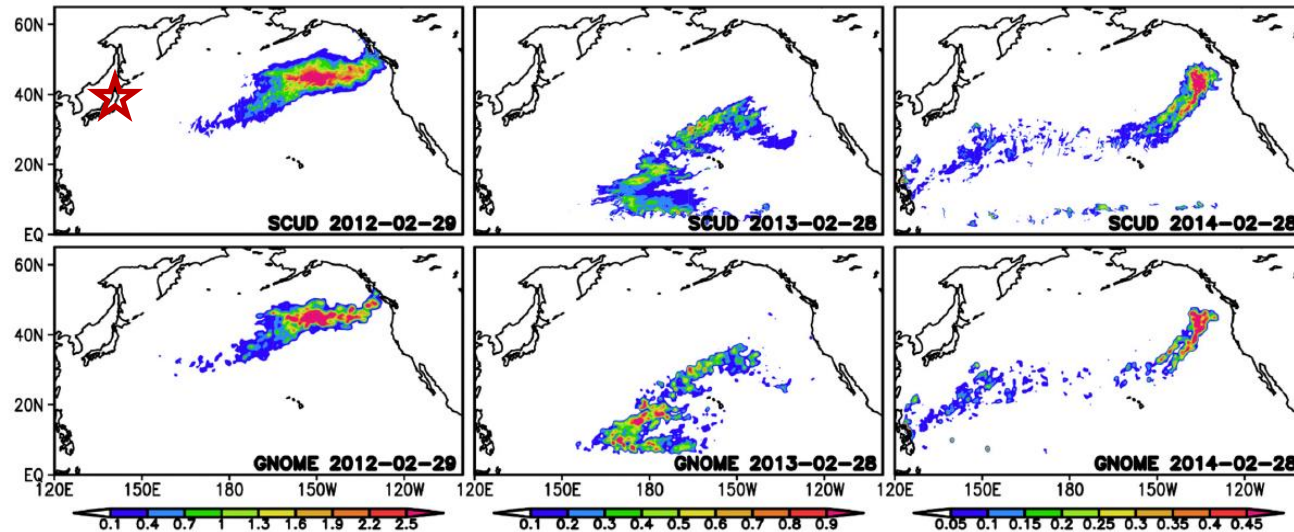 60N
40N
20N
EQ
SCUD 2012-02-29
SCUD 2013-02-28
SCUD 2014-02-28
60N
40N
20N
EQ
GNOME 2012-02-29
GNOME 2013-02-28
GNOME 2014-02-28
120E 150E 180 150W 120W 150E 180 150W 120W 150E 180 150W 120W
0.1 0.4 0.7 1 1.3 1.6 1.9 2.2 2.5 0.1 0.2 0.3 0.4 0.5 0.6 0.7 0.8 0.9 0.05 0.1 0.15 0.2 0.25 0.3 0.35 0.4 0.45